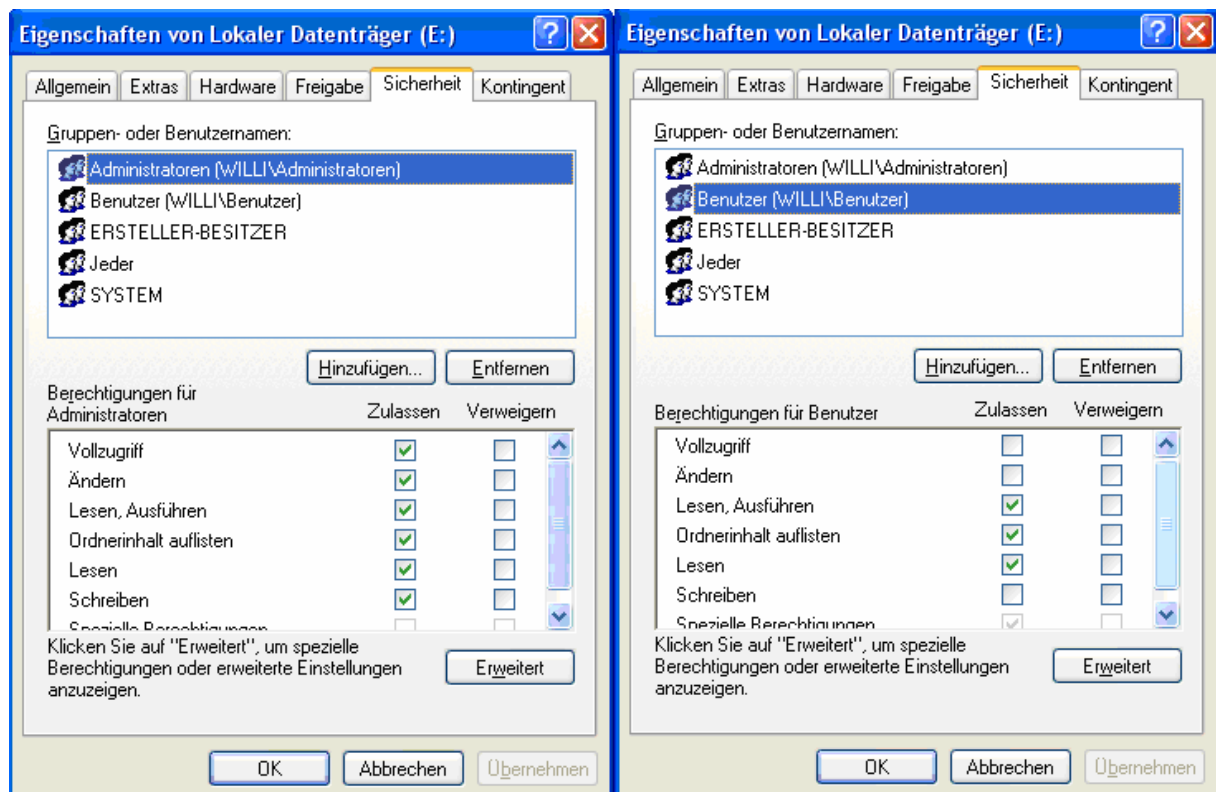 Eigenschaften von Lokaler Datenträger (E:)
Allgemein Extras Hardware Freigabe Sicherheit Kontingent
Gruppen- oder Benutzernamen:
Administratoren (WILLI\Administratoren)
Benutzer (WILLI\Benutzer)
ERSTELLER-BESITZER
Jeder
SYSTEM
Hinzufügen... Entfernen
Berechtigungen für
Administratoren Zulassen Verweigern
Vollzugriff
Ändern
Lesen, Ausführen
Ordnerinhalt auflisten
Lesen
Schreiben
Spezielle Berechtigungen
Klicken Sie auf "Erweitert", um spezielle
Berechtigungen oder erweiterte Einstellungen
anzuzeigen.
Erweitert
OK Abbrechen Übernehmen
Eigenschaften von Lokaler Datenträger (E:)
Allgemein Extras Hardware Freigabe Sicherheit Kontingent
Gruppen- oder Benutzernamen:
Administratoren (WILLI\Administratoren)
Benutzer (WILLI\Benutzer)
ERSTELLER-BESITZER
Jeder
SYSTEM
Hinzufügen... Entfernen
Berechtigungen für Benutzer Zulassen Verweigern
Vollzugriff
Ändern
Lesen, Ausführen
Ordnerinhalt auflisten
Lesen
Schreiben
Spezielle Berechtigungen
Klicken Sie auf "Erweitert", um spezielle
Berechtigungen oder erweiterte Einstellungen
anzuzeigen.
Erweitert
OK Abbrechen Übernehmen